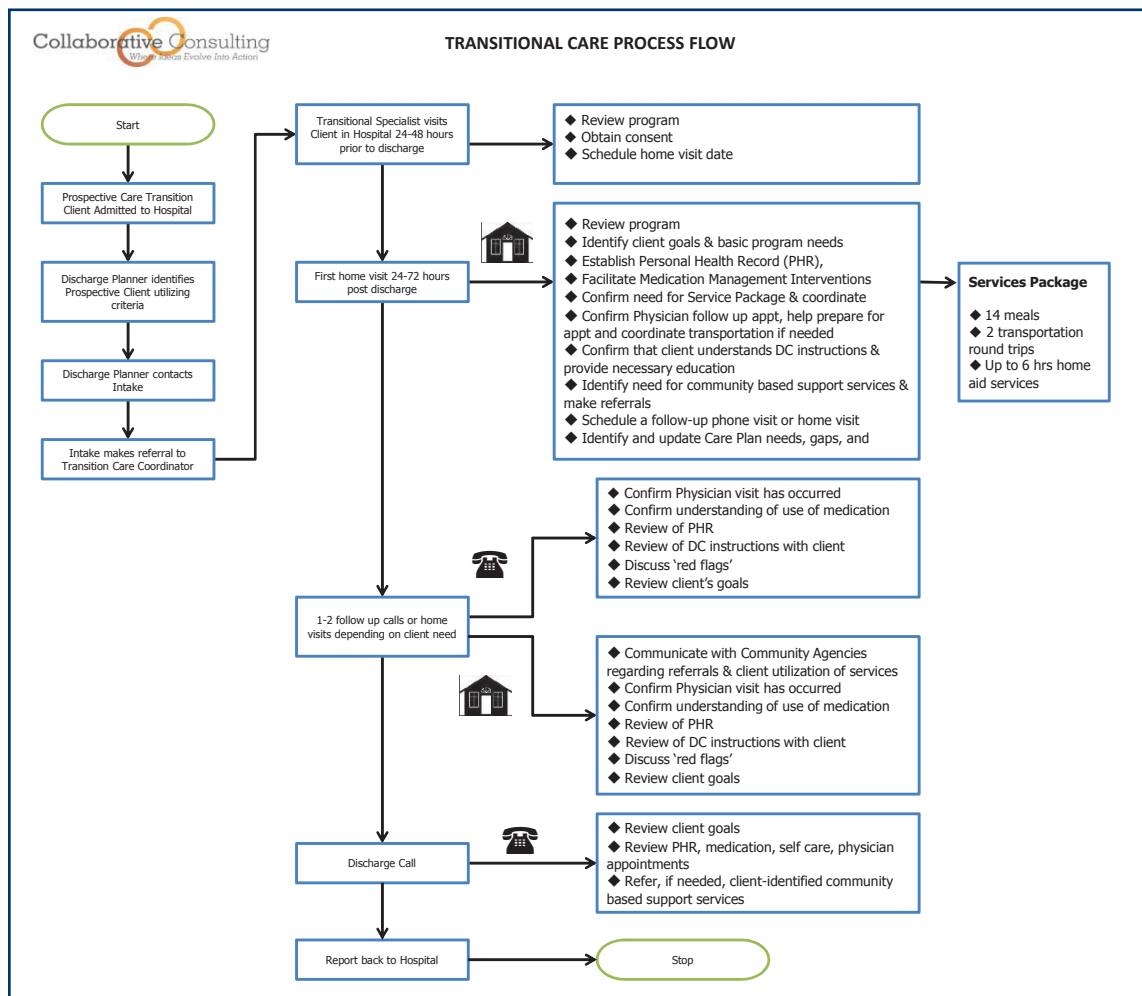 Collaborative Consulting
Where Ideas Evolve Into Action
TRANSITIONAL CARE PROCESS FLOW
Start
Prospective Care Transition
Client Admitted to Hospital
Discharge Planner identifies
Prospective Client utilizing
criteria
Discharge Planner contacts
Intake
Intake makes referral to
Transition Care Coordinator
Transitional Specialist visits
Client in Hospital 24-48 hours
prior to discharge
◆ Review program
◆ Obtain consent
◆ Schedule home visit date
First home visit 24-72 hours
post discharge
◆ Review program
◆ Identify client goals & basic program needs
◆ Establish Personal Health Record (PHR),
◆ Facilitate Medication Management Interventions
◆ Confirm need for Service Package & coordinate
◆ Confirm Physician follow up appt, help prepare for
appt and coordinate transportation if needed
◆ Confirm that client understands DC instructions &
provide necessary education
◆ Identify need for community based support services &
make referrals
◆ Schedule a follow-up phone visit or home visit
◆ Identify and update Care Plan needs, gaps, and
Services Package
◆ 14 meals
◆ 2 transportation
round trips
◆ Up to 6 hrs home
aid services
1-2 follow up calls or home
visits depending on client need
◆ Confirm Physician visit has occurred
◆ Confirm understanding of use of medication
◆ Review of PHR
◆ Review of DC instructions with client
◆ Discuss ‘red flags’
◆ Review client’s goals
◆ Communicate with Community Agencies
regarding referrals & client utilization of services
◆ Confirm Physician visit has occurred
◆ Confirm understanding of use of medication
◆ Review of PHR
◆ Review of DC instructions with client
◆ Discuss ‘red flags’
◆ Review client goals
Discharge Call
◆ Review client goals
◆ Review PHR, medication, self care, physician
appointments
◆ Refer, if needed, client-identified community
based support services
Report back to Hospital
Stop